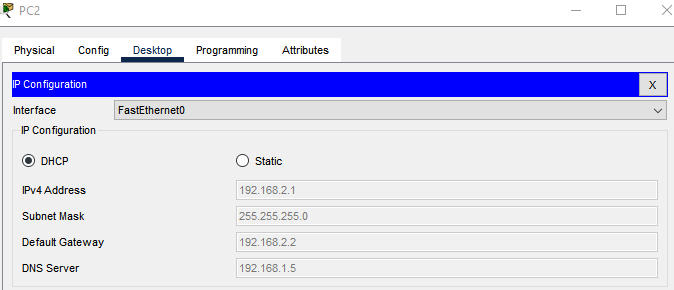 PC2
Physical Config Desktop Programming Attributes
IP Configuration X
Interface FastEthernet0
IP Configuration
DHCP Static
IPv4 Address 192.168.2.1
Subnet Mask 255.255.255.0
Default Gateway 192.168.2.2
DNS Server 192.168.1.5